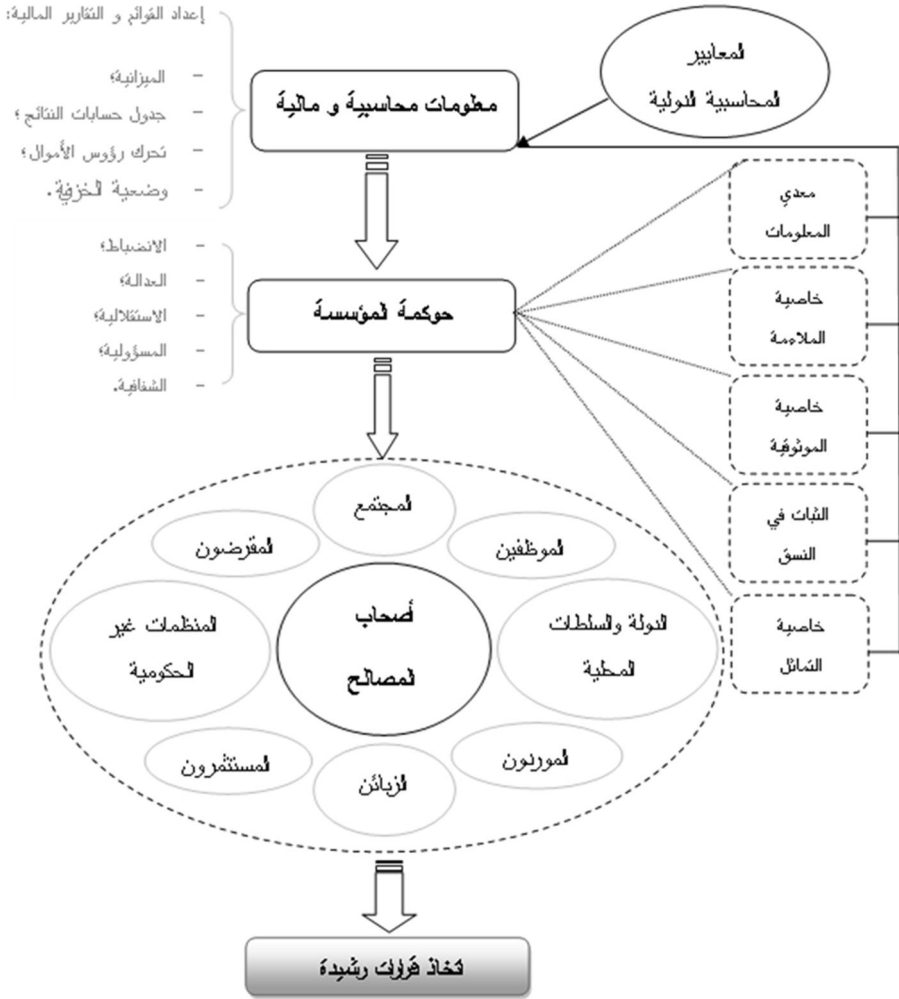 إعداد القوائم و التقارير المالية:
- الميزانية؛
- جدول حسابات النتائج؛
- تحرك رؤوس الأموال؛
- وضعية الخزينة.
معلومات محاسبية و مالية
المعايير
المحاسبية الدولية
- الانضباط؛
- العدالة؛
- الاستقلالية؛
- المسؤولية؛
- الشفافية.
حوكمة المؤسسة
معدي
المعلومات
خاصية
الملاءمة
خاصية
الموثوقية
الثبات في
النسق
خاصية
التماثل
المجتمع
المقرضون
الموظفين
أصحاب
المصالح
المنظمات غير
الحكومية
الدولة والسلطات
المحلية
المستثمرون
الموردون
الزبائن
اتخاذ قرارات رشيدة